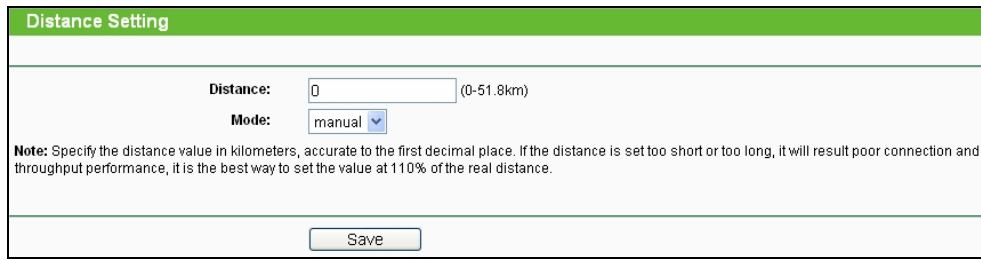 Distance Setting
Distance: 0 (0-51.8km)
Mode: manual
Note: Specify the distance value in kilometers, accurate to the first decimal place. If the distance is set too short or too long, it will result poor connection and
throughput performance, it is the best way to set the value at 110% of the real distance.
Save